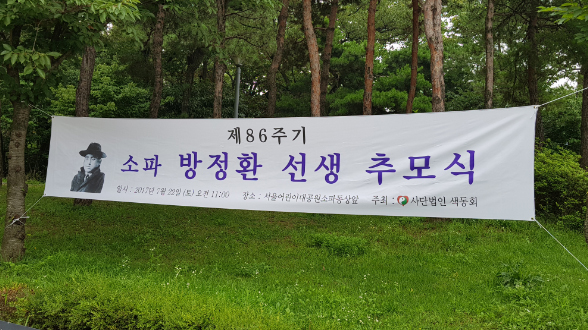 제86주기
소파 방정환 선생 추모식
일시 : 2017년 7월 22일 (토) 오전 11:00 장소 : 서울어린이대공원소파동상앞 주최 : 사단법인 색동회